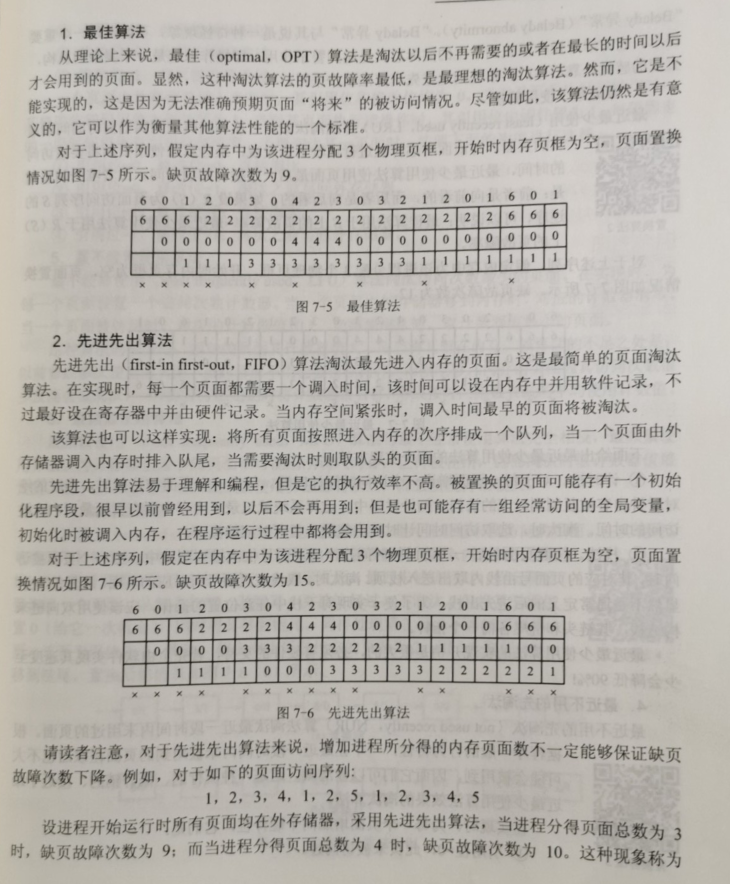 1. 最佳算法
从理论上来说，最佳（optimal，OPT）算法是淘汰以后不再需要的或者在最长的时间以后
才会用到的页面。显然，这种淘汰算法的页故障率最低，是最理想的淘汰算法。然而，它是不
能实现的，这是因为无法准确预期页面“将来”的被访问情况。尽管如此，该算法仍然是有意
义的，它可以作为衡量其他算法性能的一个标准。
对于上述序列，假定内存中为该进程分配 3 个物理页框，开始时内存页框为空，页面置换
情况如图 7-5 所示。缺页故障次数为 9。
6 0 1 2 0 3 0 4 2 3 0 3 2 1 2 0 1 6 0 1
6 6 6 2 2 2 2 2 2 2 2 2 2 2 2 2 2 6 6 6
0 0 0 0 0 0 4 4 4 0 0 0 0 0 0 0 0 0 0
1 1 1 3 3 3 3 3 3 3 3 1 1 1 1 1 1 1
× × × × × × × × ×
图 7-5 最佳算法
2. 先进先出算法
先进先出（first-in first-out，FIFO）算法淘汰最先进入内存的页面。这是最简单的页面淘汰
算法。在实现时，每一个页面都需要一个调入时间，该时间可以设在内存中并用软件记录，不
过最好设在寄存器中并由硬件记录。当内存空间紧张时，调入时间最早的页面将被淘汰。
该算法也可以这样实现：将所有页面按照进入内存的次序排成一个队列，当一个页面由外
存储器调入内存时排入队尾，当需要淘汰时则取队头的页面。
先进先出算法易于理解和编程，但是它的执行效率不高。被置换的页面可能存有一个初始
化程序段，很早以前曾经用到，以后不会再用到；但是也可能存有一组经常访问的全局变量，
初始化时被调入内存，在程序运行过程中都将会用到。
对于上述序列，假定在内存中为该进程分配 3 个物理页框，开始时内存页框为空，页面置
换情况如图 7-6 所示。缺页故障次数为 15。
6 0 1 2 0 3 0 4 2 3 0 3 2 1 2 0 1 6 0 1
6 6 6 2 2 2 2 4 4 4 0 0 0 0 0 0 0 6 6 6
0 0 0 0 3 3 3 2 2 2 2 2 1 1 1 1 1 0 0
1 1 1 1 0 0 0 3 3 3 3 3 2 2 2 2 2 1
× × × × × × × × × × × × × × ×
图 7-6 先进先出算法
请读者注意，对于先进先出算法来说，增加进程所分得的内存页面数不一定能够保证缺页
故障次数下降。例如，对于如下的页面访问序列：
1，2，3，4，1，2，5，1，2，3，4，5
设进程开始运行时所有页面均在外存储器，采用先进先出算法，当进程分得页面总数为 3
时，缺页故障次数为 9；而当进程分得页面总数为 4 时，缺页故障次数为 10。这种现象称为